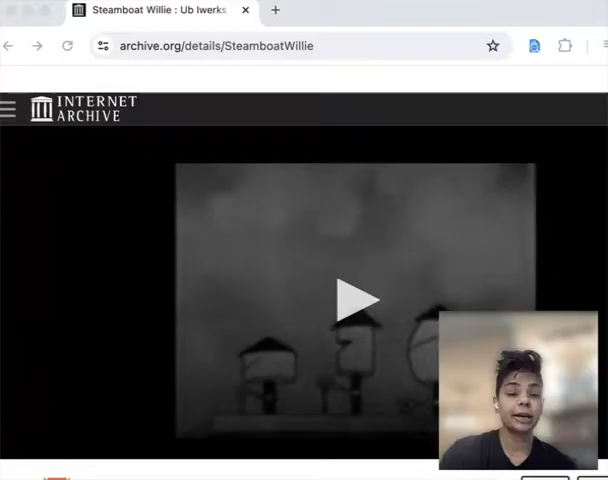 Steamboat Willie : Ub Iwerks
archive.org/details/SteamboatWillie
INTERNET
ARCHIVE